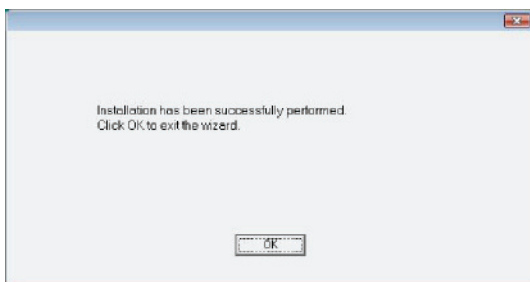 Installation has been successfully performed.
Click OK to exit the wizard.
OK